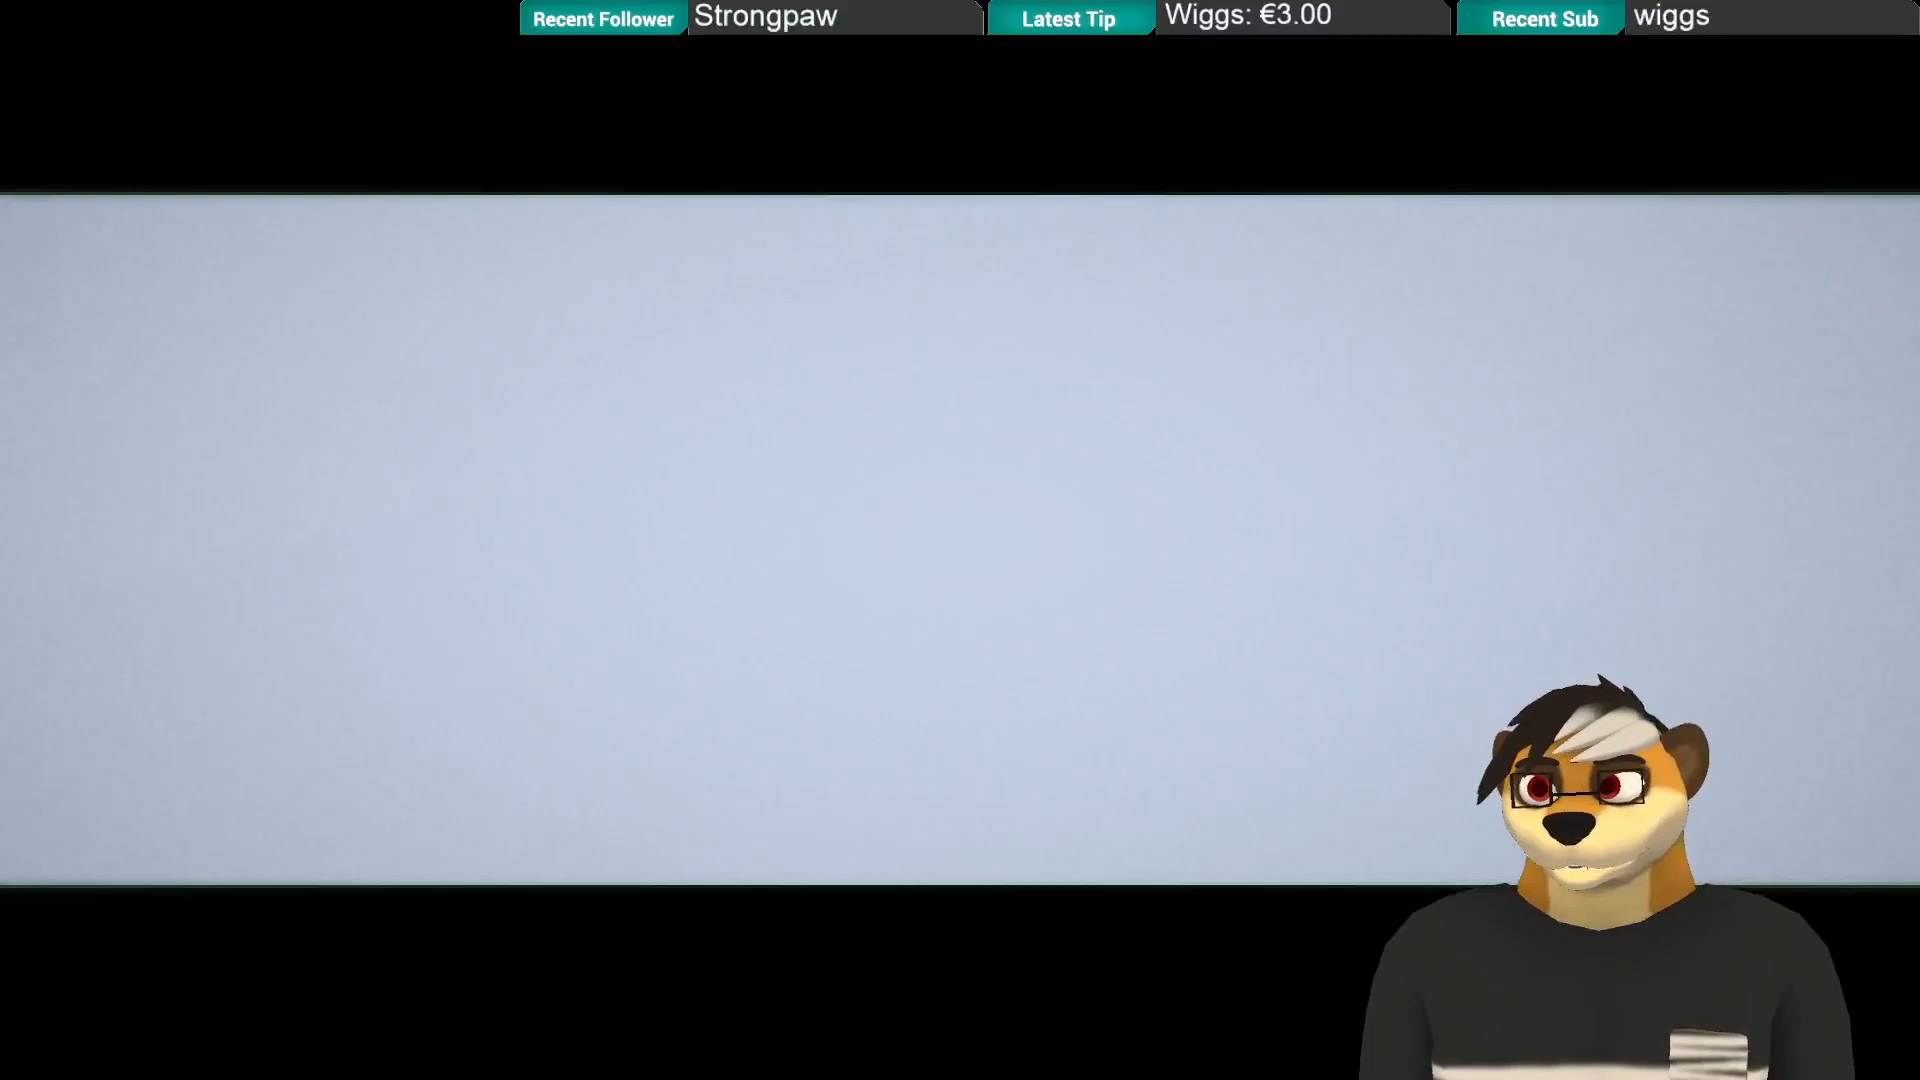 Recent Follower Strongpaw Latest Tip Wiggs: €3.00 Recent Sub wiggs